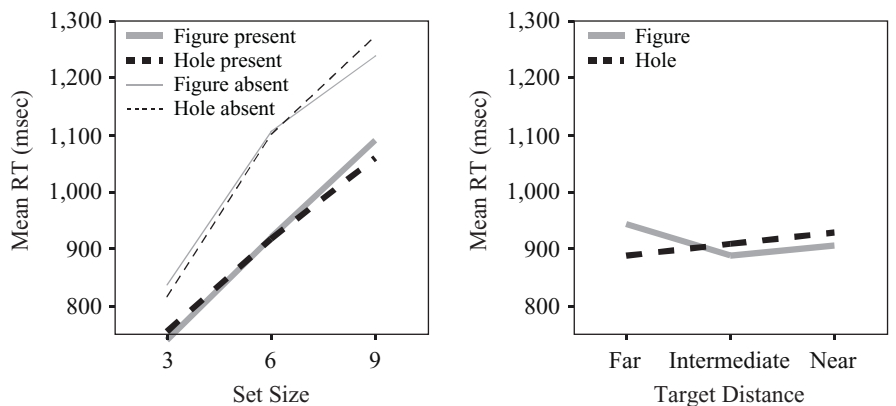 1,300
1,200
1,100
1,000
900
800
Mean RT (msec)
Figure present
Hole present
Figure absent
Hole absent
3 6 9
Set Size
1,300
1,200
1,100
1,000
900
800
Mean RT (msec)
Figure
Hole
Far Intermediate Near
Target Distance